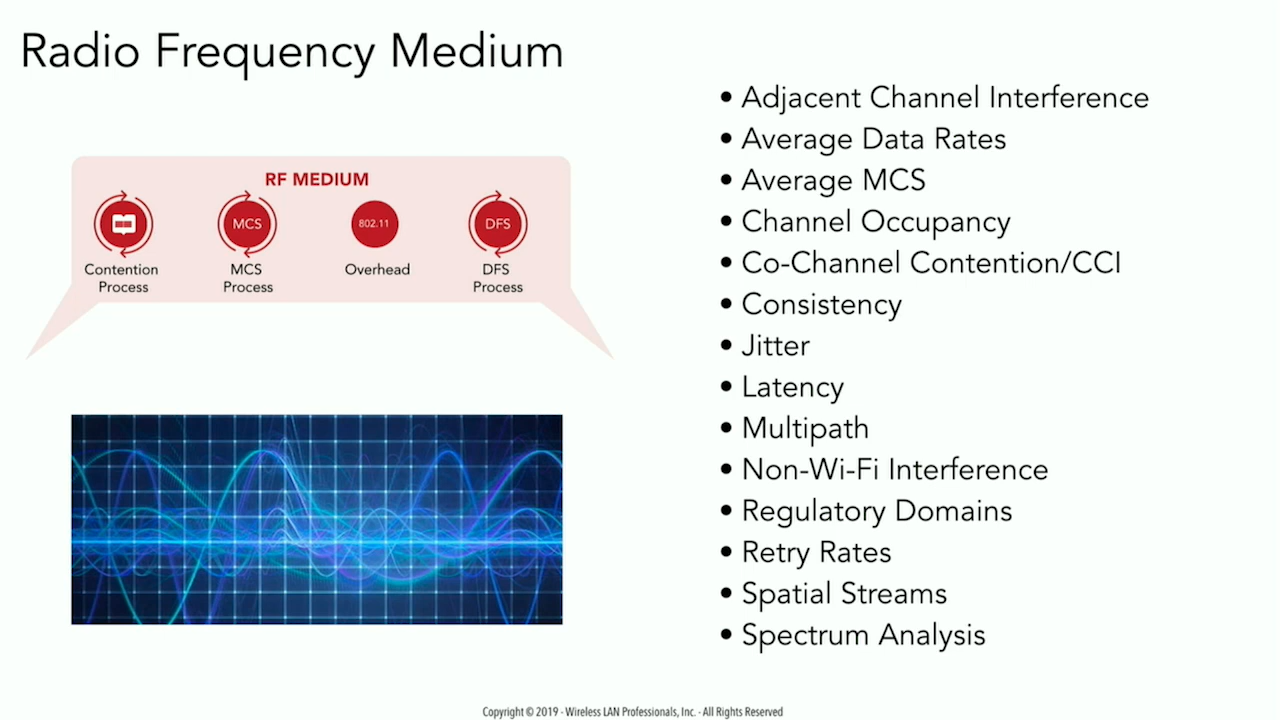 Radio Frequency Medium
RF MEDIUM
MCS
802.11
DFS
Contention
Process
MCS
Process
Overhead
DFS
Process
• Adjacent Channel Interference
• Average Data Rates
• Average MCS
• Channel Occupancy
• Co-Channel Contention/CCI
• Consistency
• Jitter
• Latency
• Multipath
• Non-Wi-Fi Interference
• Regulatory Domains
• Retry Rates
• Spatial Streams
• Spectrum Analysis
Copyright © 2019 - Wireless LAN Professionals, Inc. - All Rights Reserved